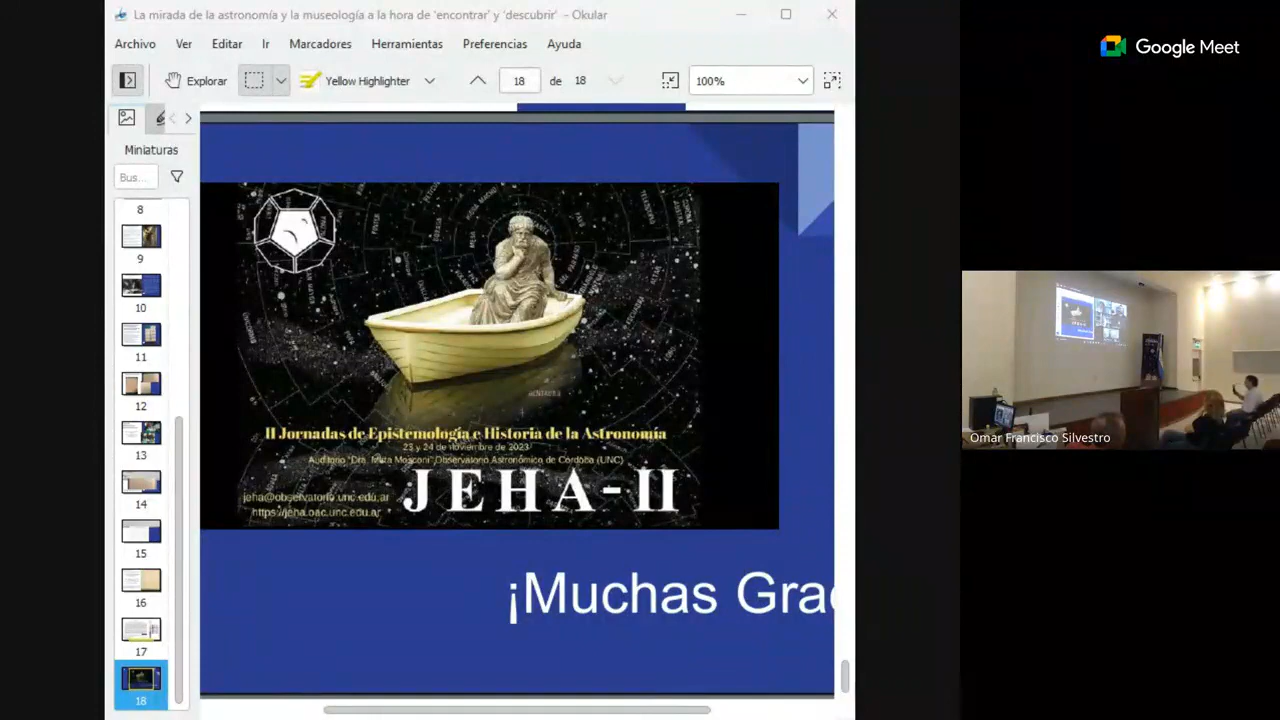 La mirada de la astronomía y la museología a la hora de 'encontrar' y 'descubrir' - Okular
Archivo Ver Editar Ir Marcadores Herramientas Preferencias Ayuda
Explorar Yellow Highlighter 18 de 18 100%
Miniaturas
Bus...
8
9
10
11
12
13
14
15
16
17
18
II Jornadas de Epistemología e Historia de la Astronomía
23 y 24 de noviembre de 2023
Auditorio "Dra. Mirta Mosconi" Observatorio Astronómico de Córdoba (UNC)
JEHA-II
jeha@observatorio.unc.edu.ar
https://jeha.oac.unc.edu.ar
¡Muchas Gra
Google Meet
Omar Francisco Silvestro